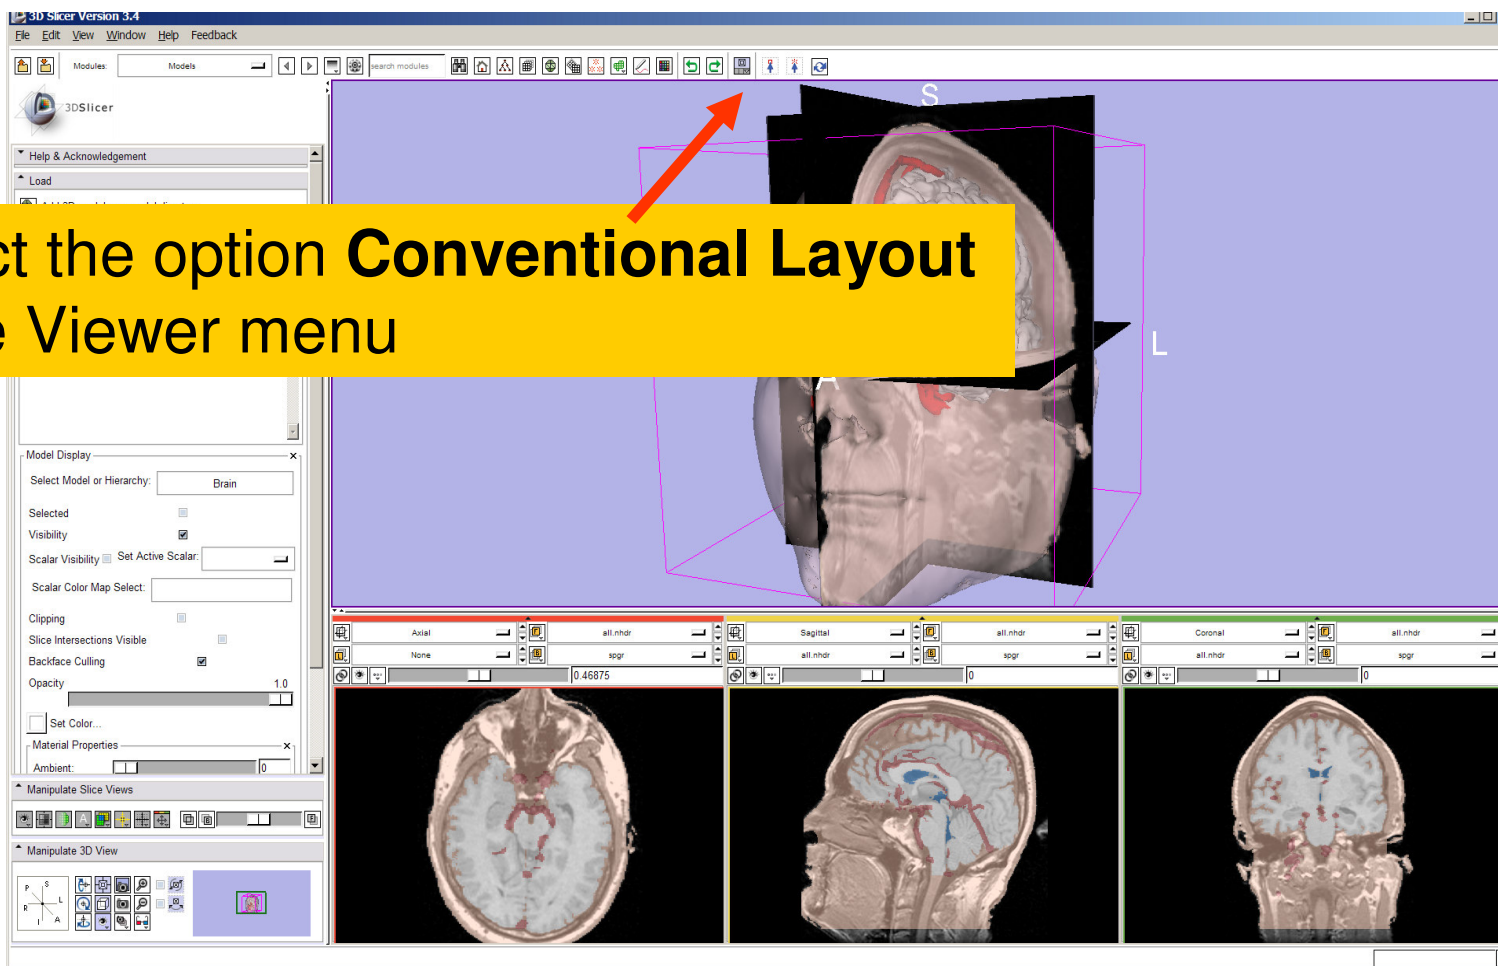 3D Slicer Version 3.4
File Edit View Window Help Feedback
Modules: Models search modules
3DSlicer
Help & Acknowledgement
Load
ct the option Conventional Layout
e Viewer menu
S
L
A
Model Display
Select Model or Hierarchy: Brain
Selected
Visibility
Scalar Visibility Set Active Scalar:
Scalar Color Map Select:
Clipping
Slice Intersections Visible
Backface Culling
Opacity 1.0
Set Color...
Material Properties
Ambient: 0
Manipulate Slice Views
Manipulate 3D View
P S
R L
I A
Axial all.nhdr
None spgr
0.46875
Sagittal all.nhdr
all.nhdr spgr
0
Coronal all.nhdr
all.nhdr spgr
0